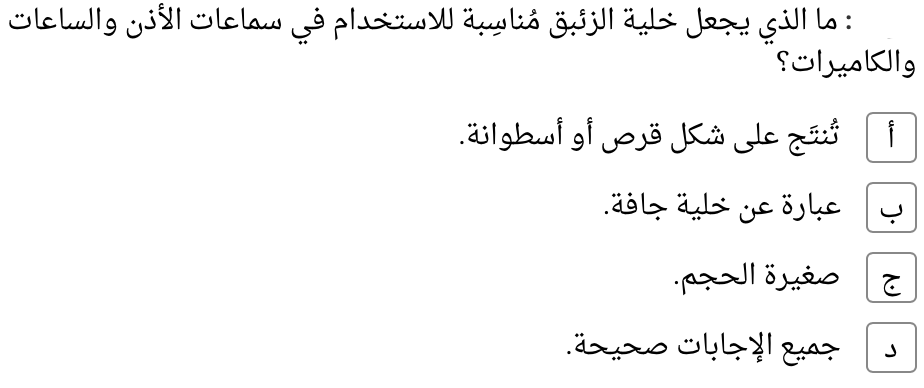 : ما الذي يجعل خلية الزئبق مُناسِبة للاستخدام في سماعات الأذن والساعات
والكاميرات؟
أ تُنتَج على شكل قرص أو أسطوانة.
ب عبارة عن خلية جافة.
ج صغيرة الحجم.
د جميع الإجابات صحيحة.